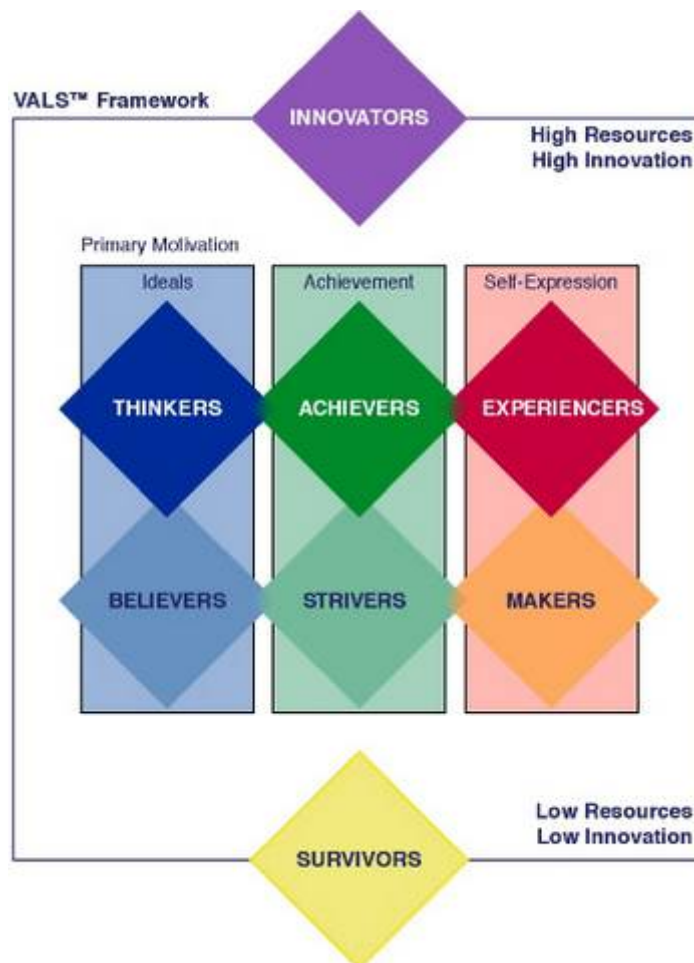 VALS™ Framework
INNOVATORS
High Resources
High Innovation
Primary Motivation
Ideals
Achievement
Self-Expression
THINKERS
ACHIEVERS
EXPERIENCERS
BELIEVERS
STRIVERS
MAKERS
Low Resources
Low Innovation
SURVIVORS